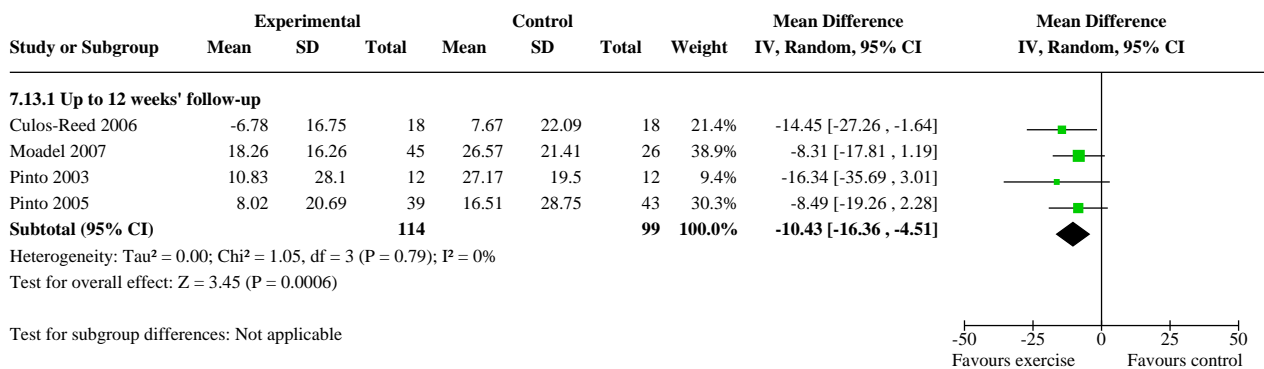 Experimental Control Mean Difference Mean Difference
Study or Subgroup Mean SD Total Mean SD Total Weight IV, Random, 95% CI IV, Random, 95% CI
7.13.1 Up to 12 weeks' follow-up
Culos-Reed 2006 -6.78 16.75 18 7.67 22.09 18 21.4% -14.45 [-27.26 , -1.64]
Moadel 2007 18.26 16.26 45 26.57 21.41 26 38.9% -8.31 [-17.81 , 1.19]
Pinto 2003 10.83 28.1 12 27.17 19.5 12 9.4% -16.34 [-35.69 , 3.01]
Pinto 2005 8.02 20.69 39 16.51 28.75 43 30.3% -8.49 [-19.26 , 2.28]
Subtotal (95% CI) 114 99 100.0% -10.43 [-16.36 , -4.51]
Heterogeneity: Tau² = 0.00; Chi² = 1.05, df = 3 (P = 0.79); I² = 0%
Test for overall effect: Z = 3.45 (P = 0.0006)
Test for subgroup differences: Not applicable
-50 -25 0 25 50
Favours exercise Favours control